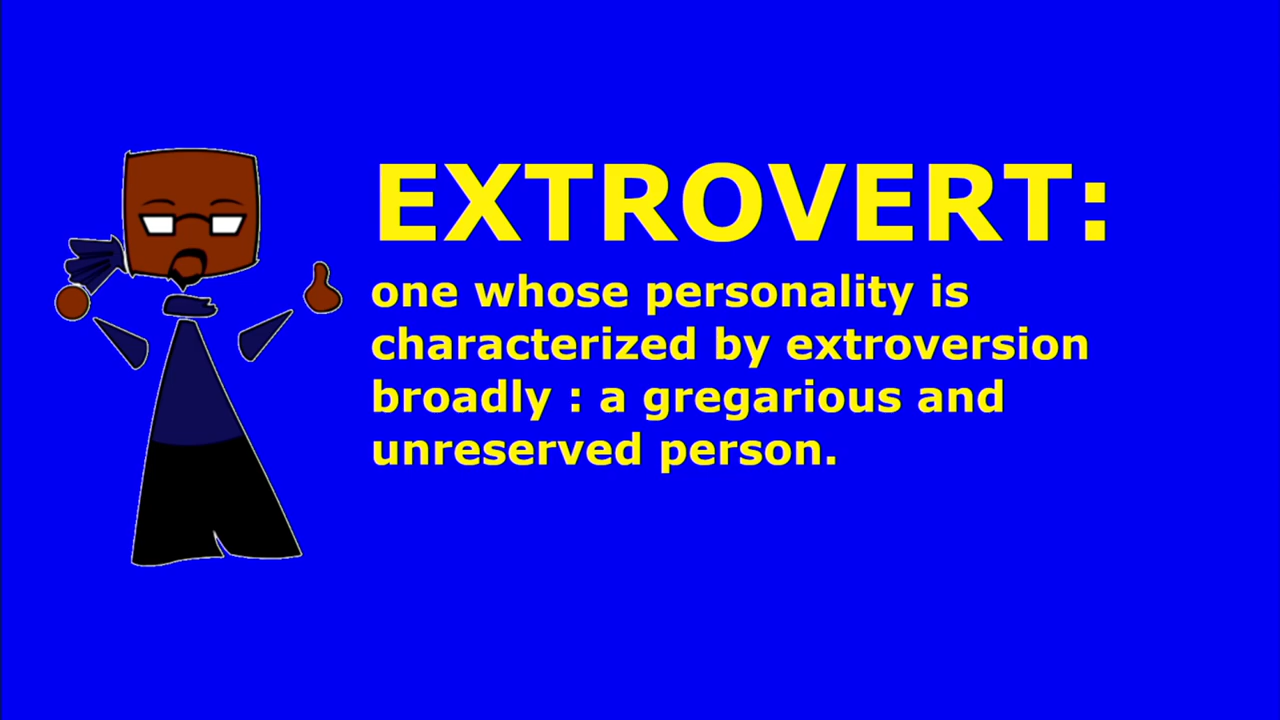 EXTROVERT:
one whose personality is
characterized by extroversion
broadly : a gregarious and
unreserved person.